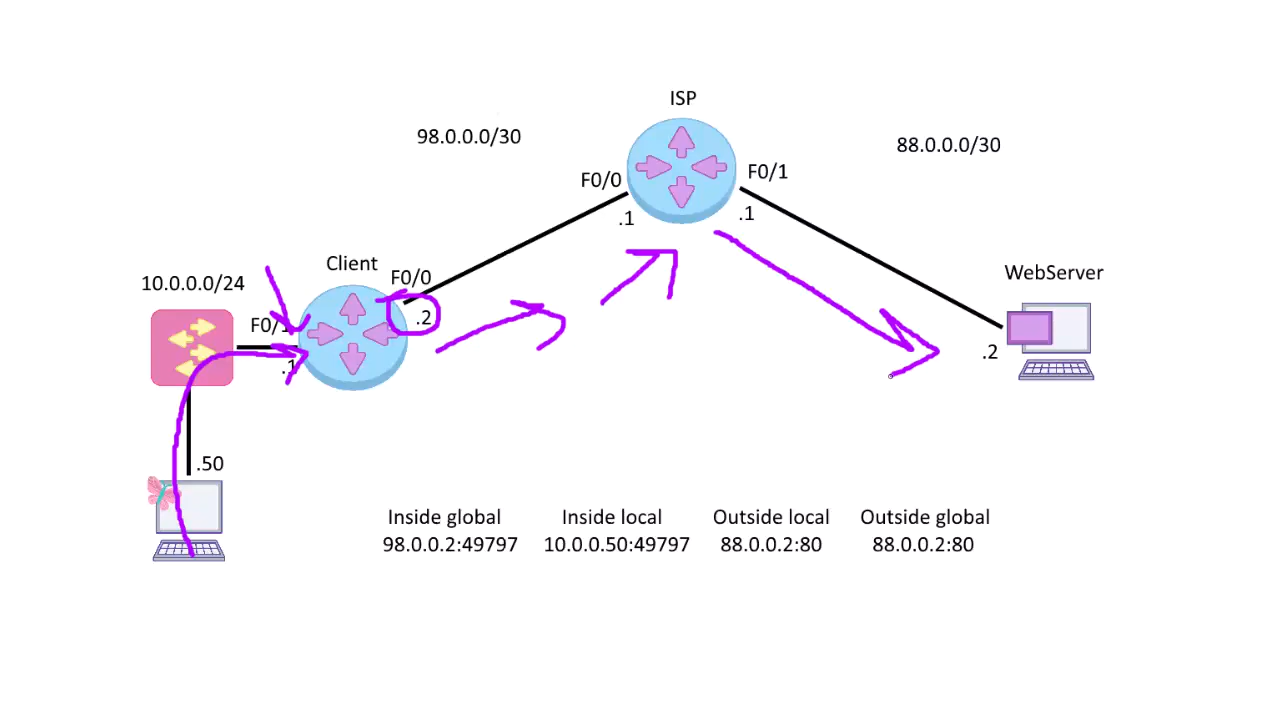 ISP
98.0.0.0/30
88.0.0.0/30
F0/0
F0/1
.1
.1
Client
F0/0
WebServer
10.0.0.0/24
F0/1
.2
.1
.2
.50
Inside global Inside local Outside local Outside global
98.0.0.2:49797 10.0.0.50:49797 88.0.0.2:80 88.0.0.2:80